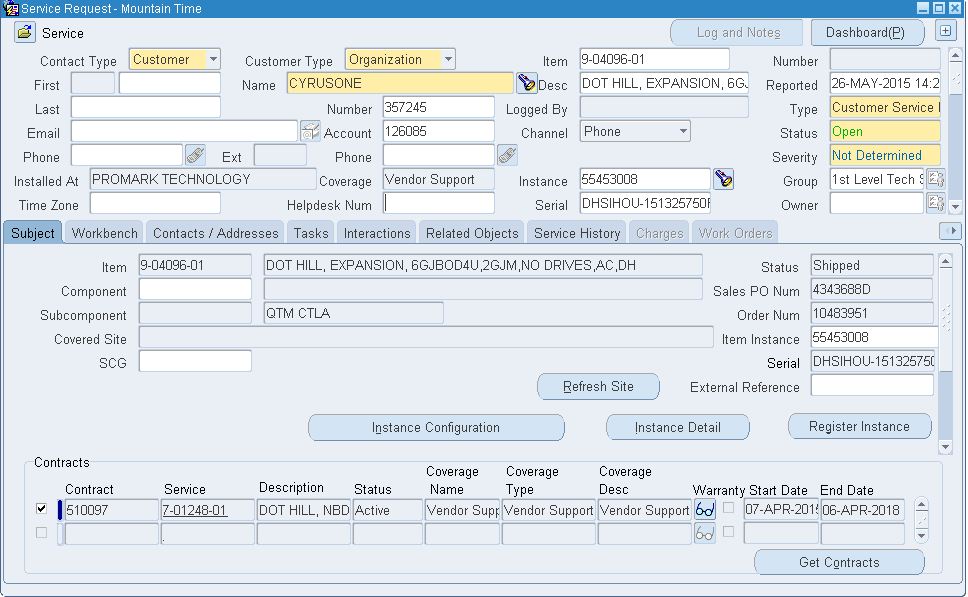 Service Request - Mountain Time
Service Log and Notes Dashboard(P)
Contact Type Customer Customer Type Organization Item 9-04096-01 Number
First Name CYRUSONE Desc DOT HILL, EXPANSION, 6GJ Reported 26-MAY-2015 14:2
Last Number 357245 Logged By Type Customer Service
Email Account 126085 Channel Phone Status Open
Phone Ext Phone Severity Not Determined
Installed At PROMARK TECHNOLOGY Coverage Vendor Support Instance 55453008 Group 1st Level Tech S
Time Zone Helpdesk Num Serial DHSIHOU-151325750 Owner
Subject Workbench Contacts / Addresses Tasks Interactions Related Objects Service History Charges Work Orders
Item 9-04096-01 DOT HILL, EXPANSION, 6GJBOD4U,2GJM,NO DRIVES,AC,DH Status Shipped
Component Sales PO Num 4343688D
Subcomponent QTM CTLA Order Num 10483951
Covered Site Item Instance 55453008
SCG Serial DHSIHOU-151325750
Refresh Site External Reference
Instance Configuration Instance Detail Register Instance
Contracts
Contract Service Description Status Coverage Name Coverage Type Coverage Desc Warranty Start Date End Date
510097 7-01248-01 DOT HILL, NBD Active Vendor Supp Vendor Support Vendor Support 07-APR-2015 06-APR-2018
Get Contracts